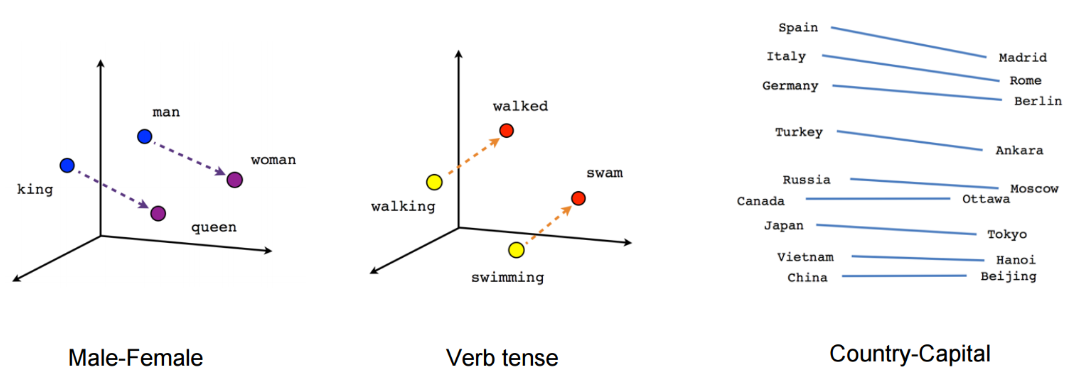 man
woman
king
queen
Male-Female
walked
swam
walking
swimming
Verb tense
Spain
Madrid
Italy
Rome
Germany
Berlin
Turkey
Ankara
Russia
Moscow
Canada
Ottawa
Japan
Tokyo
Vietnam
Hanoi
China
Beijing
Country-Capital